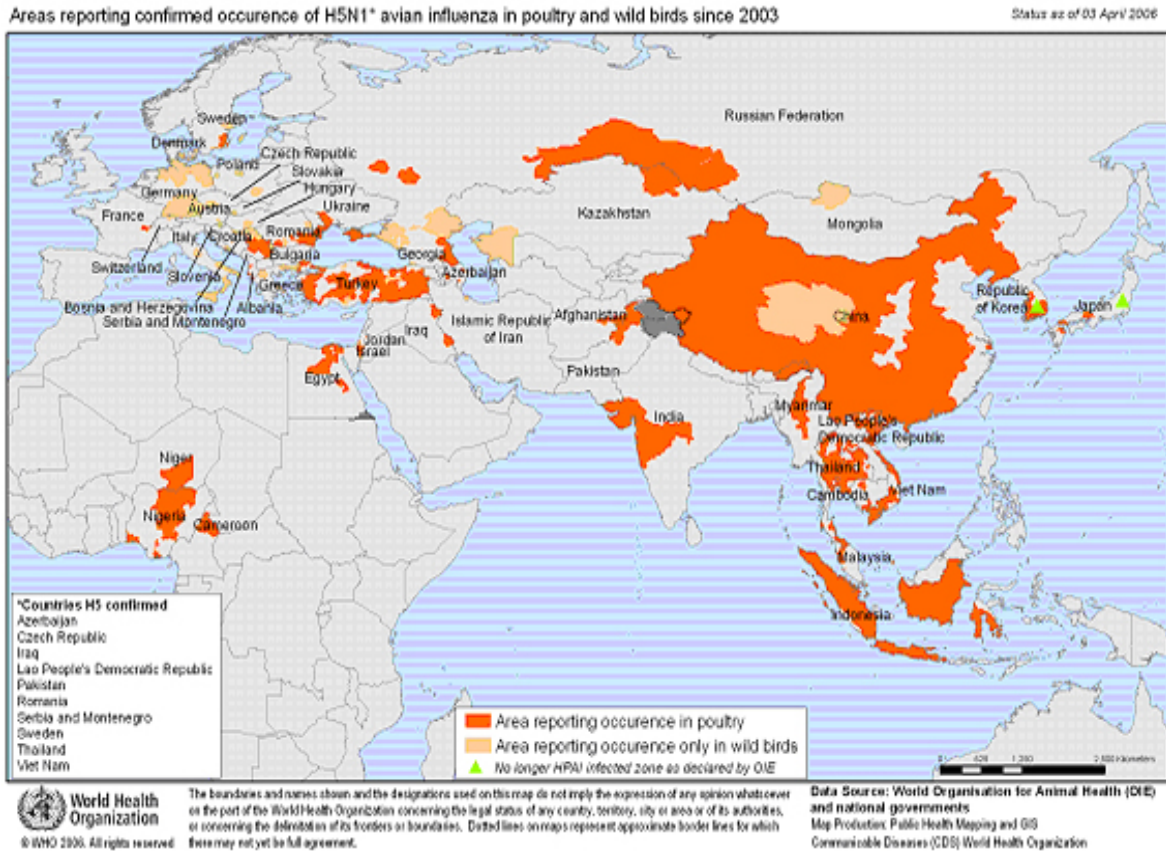 Areas reporting confirmed occurence of H5N1* avian influenza in poultry and wild birds since 2003
Status as of 03 April 2006
Russian Federation
Sweden
Denmark
Czech Republic
Poland
Slovakia
Hungary
Germany
Ukraine
Austria
France
Kazakhstan
Mongolia
Italy
Croatia
Romania
Bulgaria
Georgia
Switzerland
Slovenia
Azerbaijan
Greece
Turkey
Republic
of Korea
Japan
Bosnia and Herzegovina
Albania
Serbia and Montenegro
Afghanistan
China
Islamic Republic
of Iran
Iraq
Jordan
Israel
Pakistan
Egypt
India
Myanmar
Lao People's
Democratic Republic
Niger
Thailand
Viet Nam
Cambodia
Nigeria
Cameroon
Malaysia
Indonesia
*Countries H5 confirmed
Azerbaijan
Czech Republic
Iraq
Lao People's Democratic Republic
Pakistan
Romania
Serbia and Montenegro
Sweden
Thailand
Viet Nam
Area reporting occurence in poultry
Area reporting occurence only in wild birds
No longer HPAI infected zone as declared by OIE
Kilometers
World Health
Organization
© WHO 2006. All rights reserved
The boundaries and names shown and the designations used on this map do not imply the expression of any opinion whatsoever
on the part of the World Health Organization concerning the legal status of any country, territory, city or area or of its authorities,
or concerning the delimitation of its frontiers or boundaries. Dotted lines on maps represent approximate border lines for which
there may not yet be full agreement.
Data Source: World Organisation for Animal Health (OIE)
and national governments
Map Production: Public Health Mapping and GIS
Communicable Diseases (CDS) World Health Organization